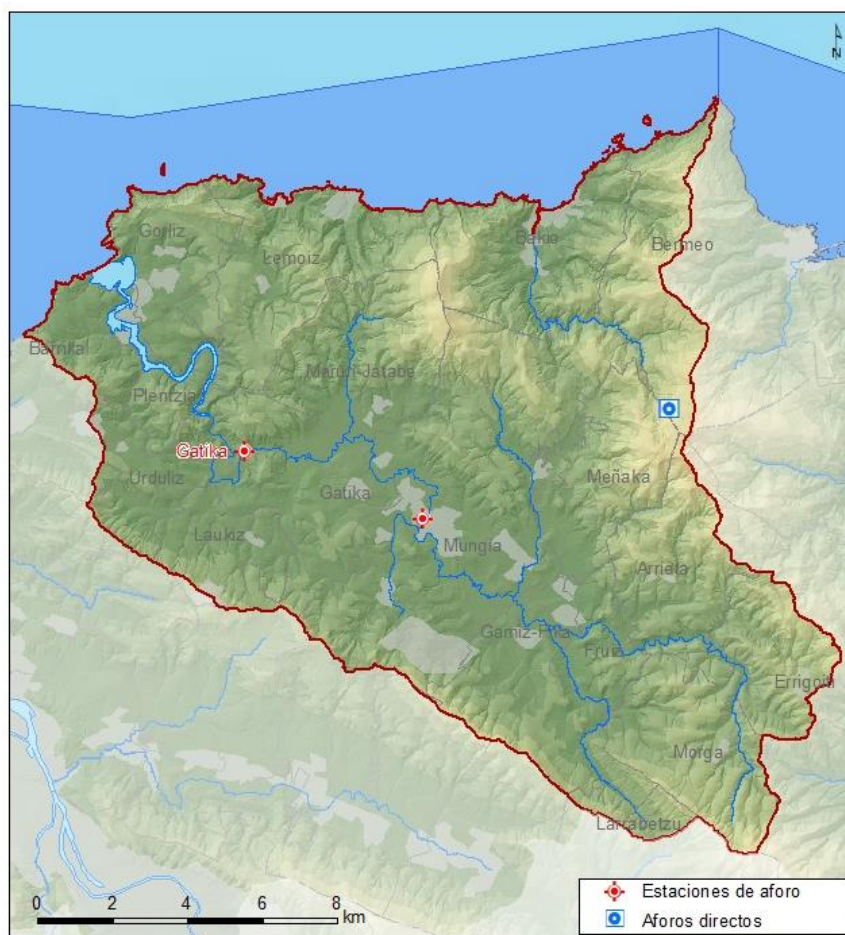 N
Gorliz
Lemoiz
Bakio
Bermeo
Barrika
Maruri-Jatabe
Plentzia
Gatika
Urduliz
Gatika
Meñaka
Laukiz
Mungia
Arrieta
Gamiz-Fika
Fruiz
Errigoiti
Morga
Larrabetzu
0 2 4 6 8
km
Estaciones de aforo
Aforos directos